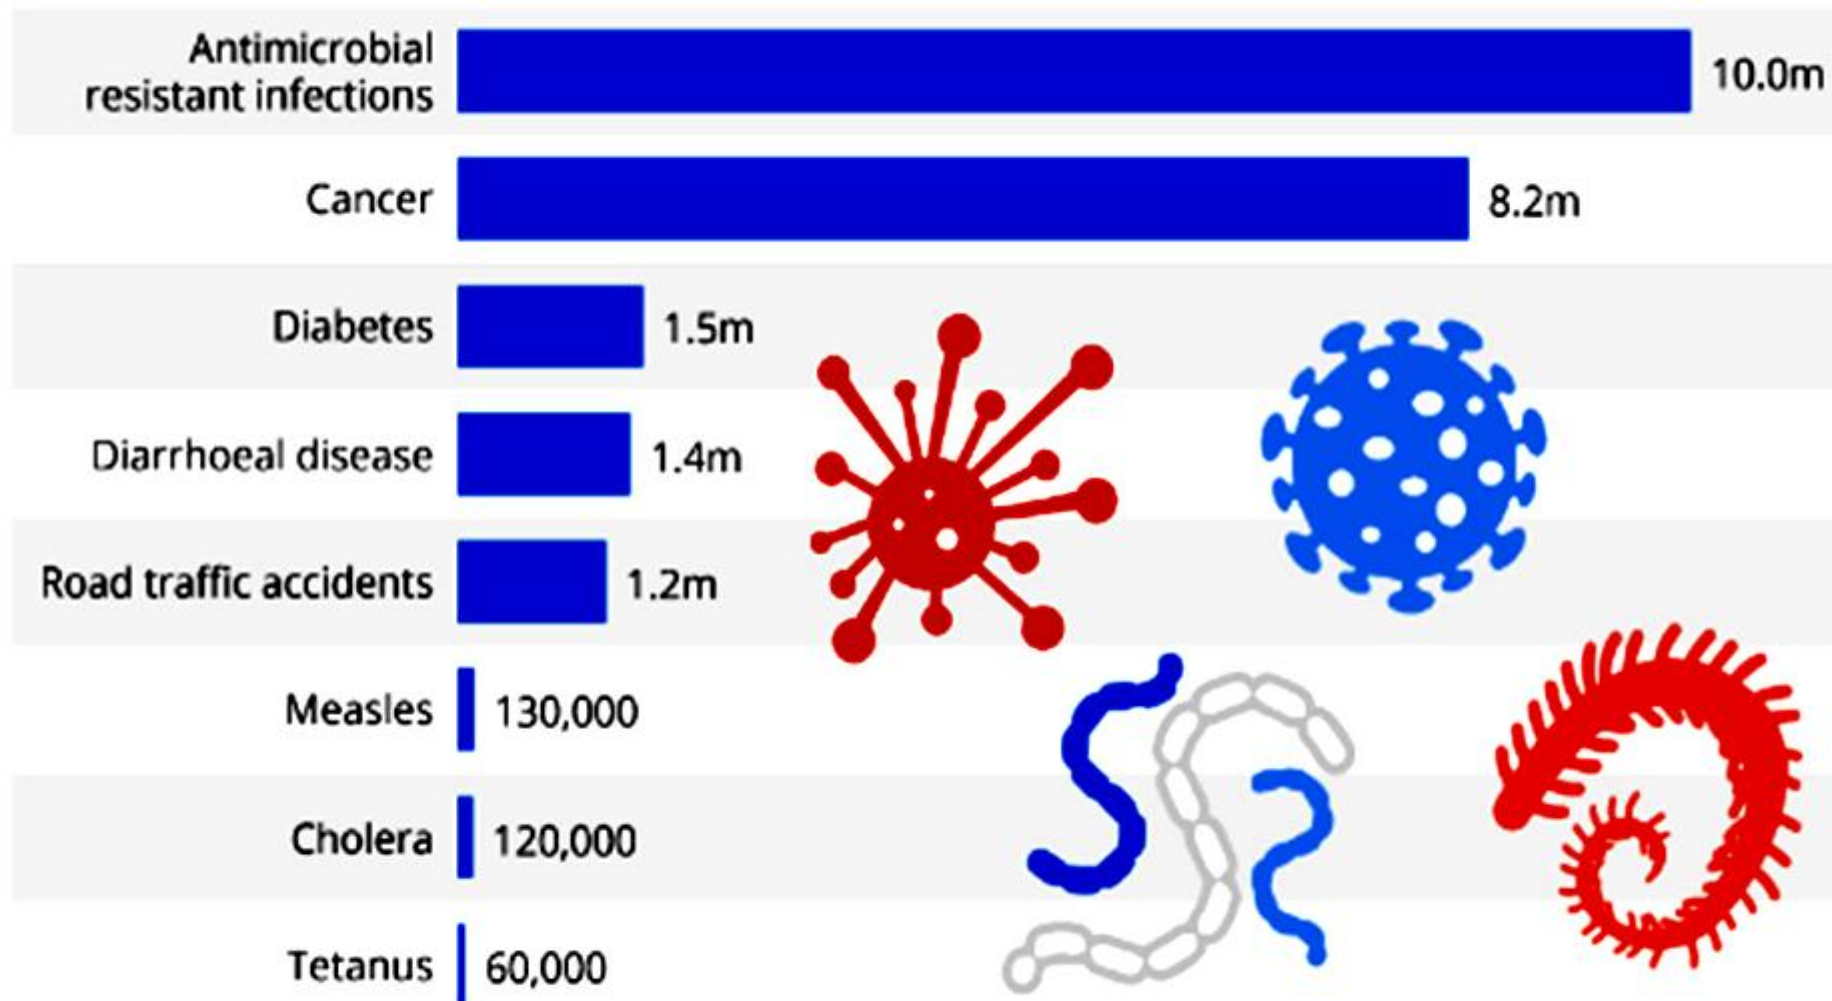 Antimicrobial
resistant infections
10.0m
Cancer
8.2m
Diabetes
1.5m
Diarrhoeal disease
1.4m
Road traffic accidents
1.2m
Measles
130,000
Cholera
120,000
Tetanus
60,000